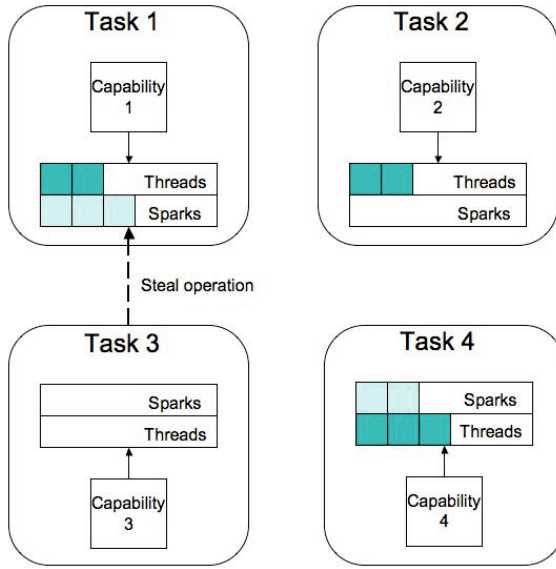 Task 1
Capability
1
Threads
Sparks
Task 2
Capability
2
Threads
Sparks
Steal operation
Task 3
Sparks
Threads
Capability
3
Task 4
Sparks
Threads
Capability
4